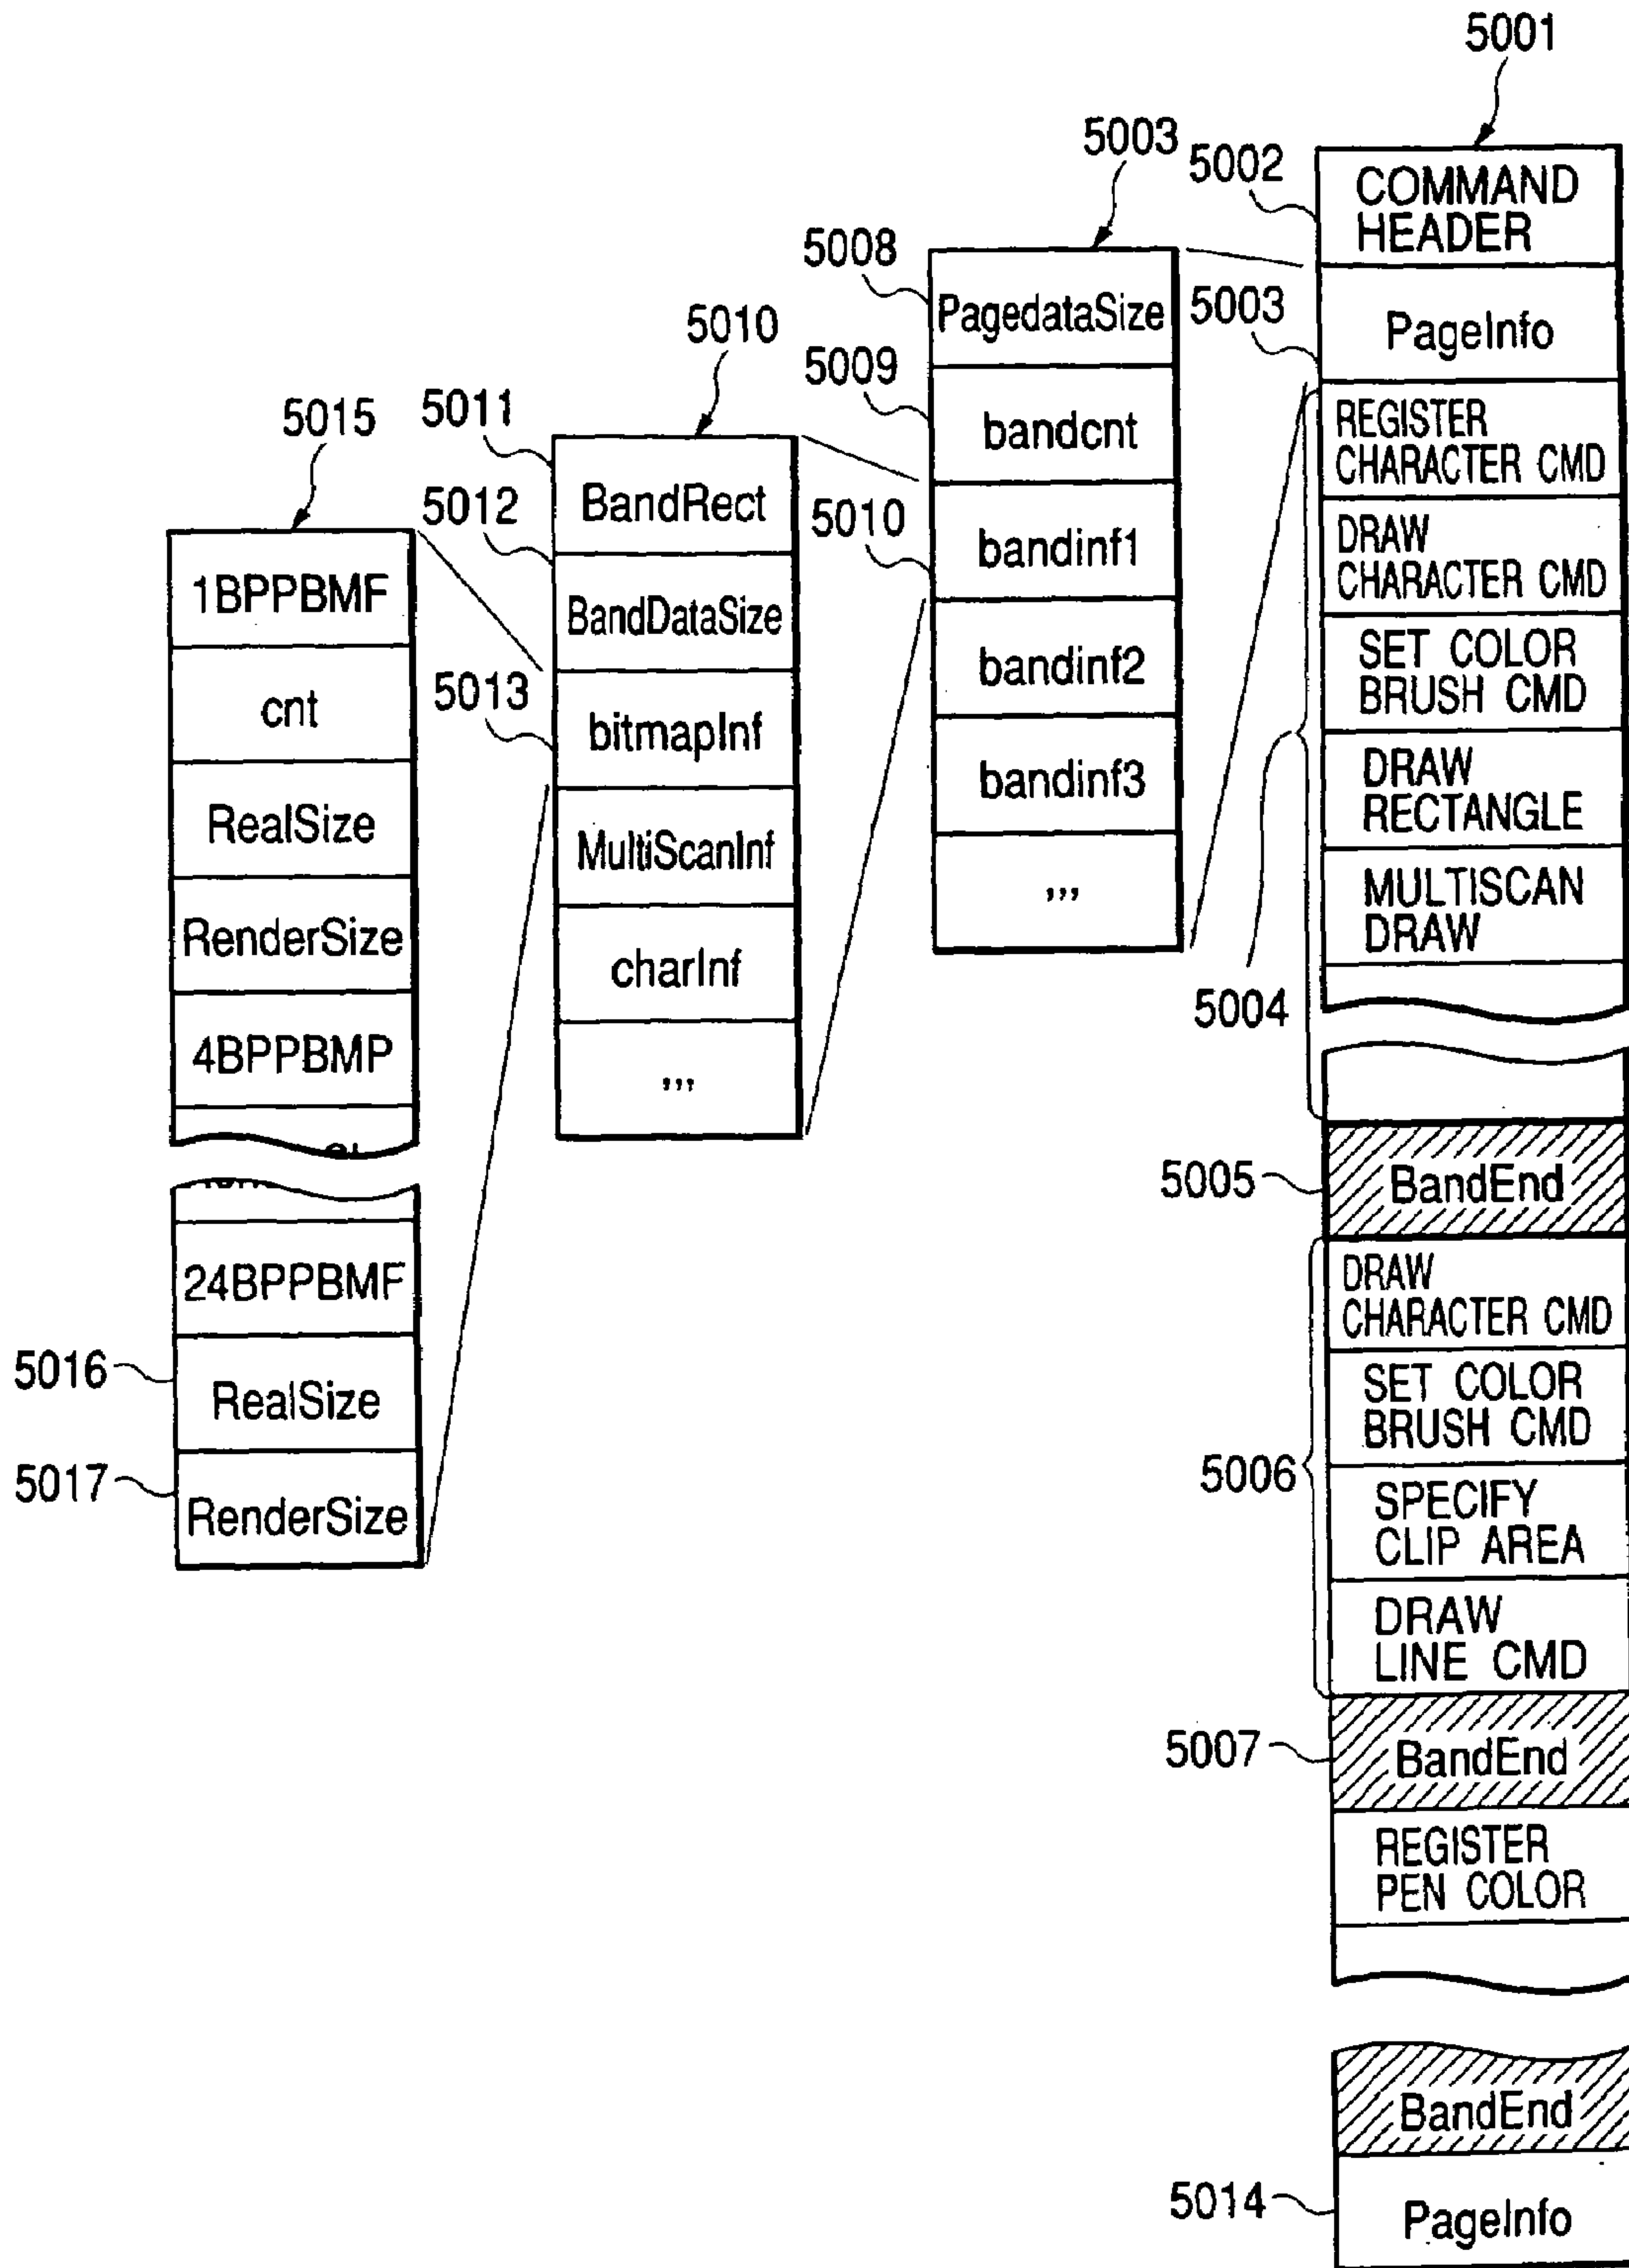 5001
5002
COMMAND
HEADER
5003
PageInfo
REGISTER
CHARACTER CMD
DRAW
CHARACTER CMD
SET COLOR
BRUSH CMD
DRAW
RECTANGLE
MULTISCAN
DRAW
5004
5005
BandEnd
5006
DRAW
CHARACTER CMD
SET COLOR
BRUSH CMD
SPECIFY
CLIP AREA
DRAW
LINE CMD
5007
BandEnd
REGISTER
PEN COLOR
BandEnd
5014
PageInfo
5003
5008
PagedataSize
5009
bandcnt
5010
bandinf1
bandinf2
bandinf3
,,,
5010
5011
BandRect
5012
BandDataSize
5013
bitmapInf
MultiScanInf
charInf
,,,
5015
1BPPBMF
cnt
RealSize
RenderSize
4BPPBMP
24BPPBMF
5016
RealSize
5017
RenderSize